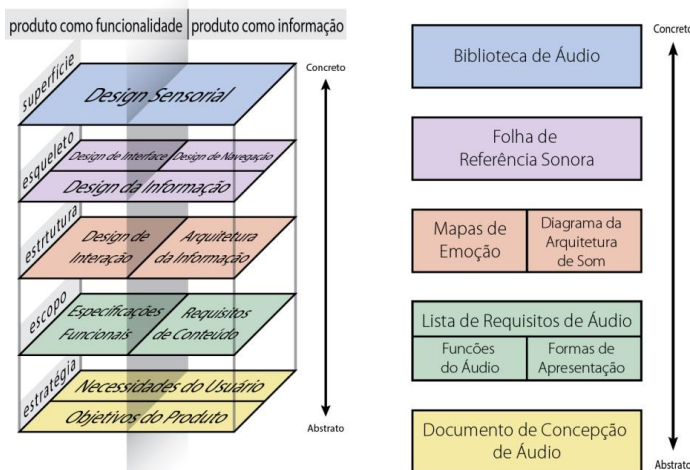 produto como funcionalidade
produto como informação
superfície
Design Sensorial
esqueleto
Design de Interface
Design de Navegação
Design da Informação
estrtutura
Design de
Interação
Arquitetura
da Informação
escopo
Especificações
Funcionais
Requisitos
de Conteúdo
estratégia
Necessidades do Usuário
Objetivos do Produto
Concreto
Abstrato
Biblioteca de Áudio
Folha de
Referência Sonora
Mapas de
Emoção
Diagrama da
Arquitetura
de Som
Lista de Requisitos de Áudio
Funcões
do Áudio
Formas de
Apresentação
Documento de Concepção
de Áudio
Concreto
Abstrato